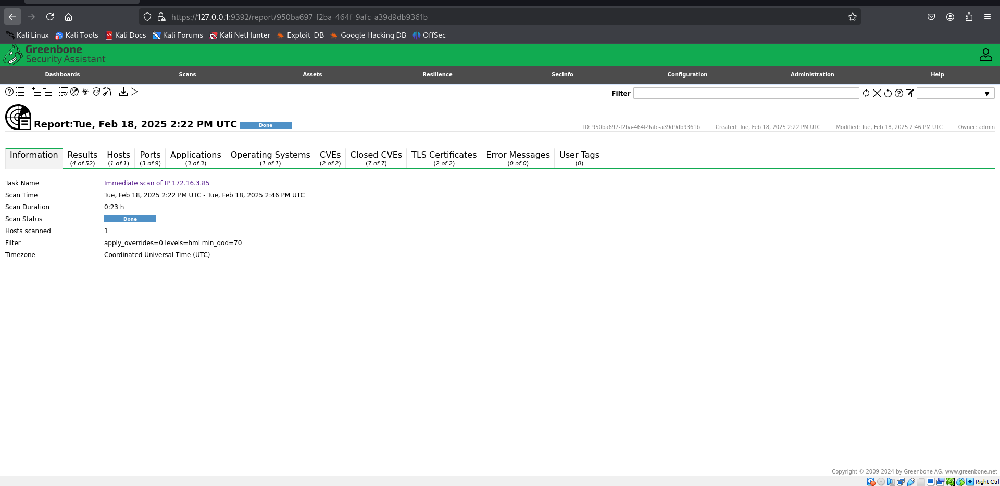 https://127.0.0.1:9392/report/950ba697-f2ba-464f-9afc-a39d9db9361b
Kali Linux Kali Tools Kali Docs Kali Forums Kali NetHunter Exploit-DB Google Hacking DB OffSec
Greenbone
Security Assistant
Dashboards Scans Assets Resilience SecInfo Configuration Administration Help
Filter --
Report:Tue, Feb 18, 2025 2:22 PM UTC Done ID: 950ba697-f2ba-464f-9afc-a39d9db9361b Created: Tue, Feb 18, 2025 2:22 PM UTC Modified: Tue, Feb 18, 2025 2:46 PM UTC Owner: admin
Information Results Hosts Ports Applications Operating Systems CVEs Closed CVEs TLS Certificates Error Messages User Tags
(4 of 52) (1 of 1) (3 of 9) (3 of 3) (1 of 1) (2 of 2) (7 of 7) (2 of 2) (0 of 0) (0)
Task Name Immediate scan of IP 172.16.3.85
Scan Time Tue, Feb 18, 2025 2:22 PM UTC - Tue, Feb 18, 2025 2:46 PM UTC
Scan Duration 0:23 h
Scan Status Done
Hosts scanned 1
Filter apply_overrides=0 levels=hml min_qod=70
Timezone Coordinated Universal Time (UTC)
Copyright © 2009-2024 by Greenbone AG, www.greenbone.net
Right Ctrl